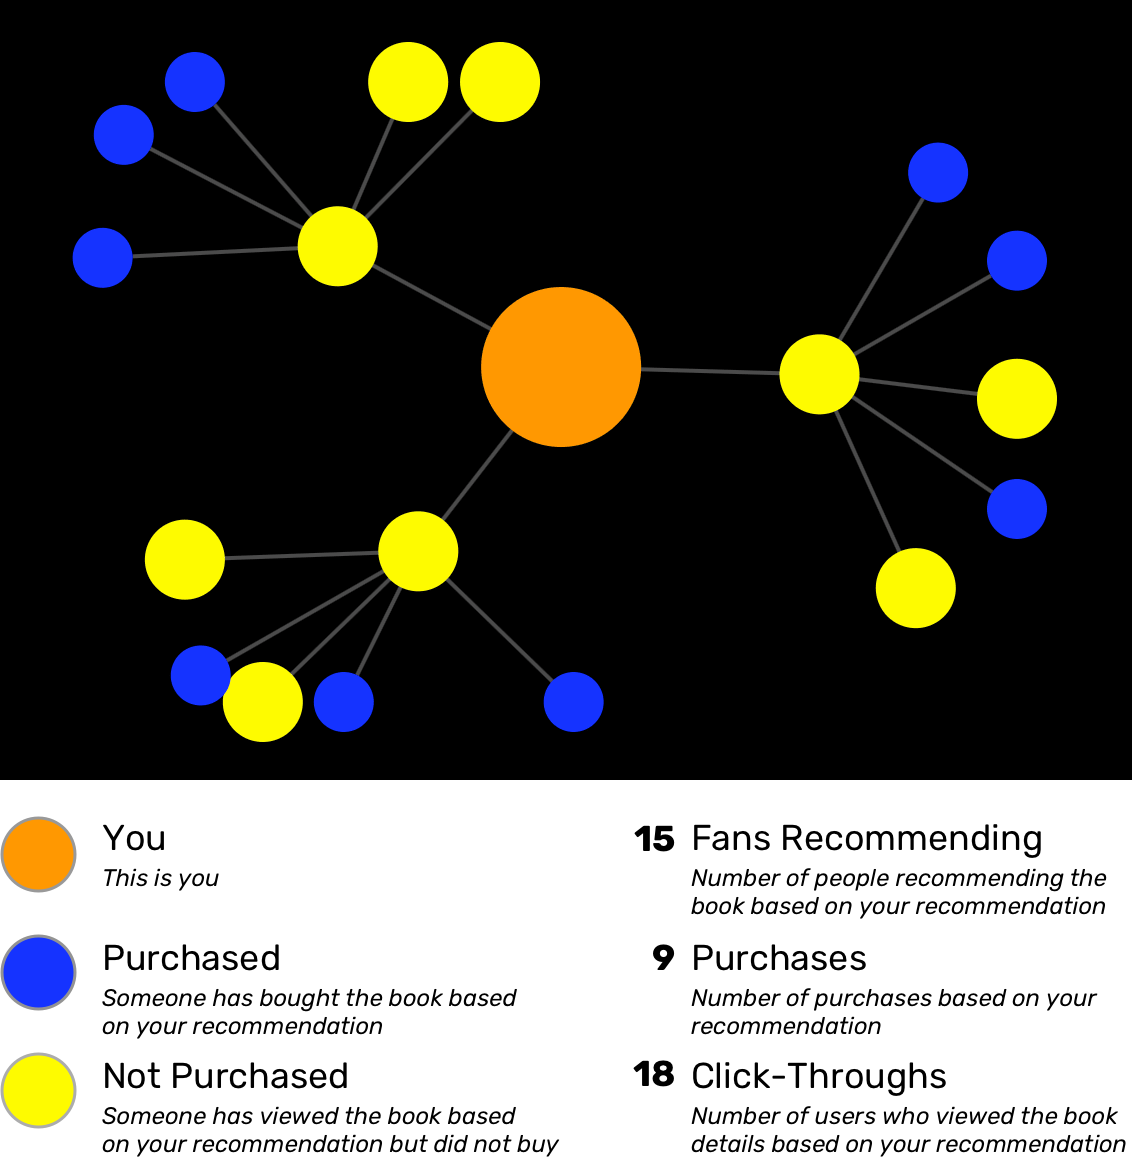 You
This is you
Purchased
Someone has bought the book based
on your recommendation
Not Purchased
Someone has viewed the book based
on your recommendation but did not buy
15 Fans Recommending
Number of people recommending the
book based on your recommendation
9 Purchases
Number of purchases based on your
recommendation
18 Click-Throughs
Number of users who viewed the book
details based on your recommendation